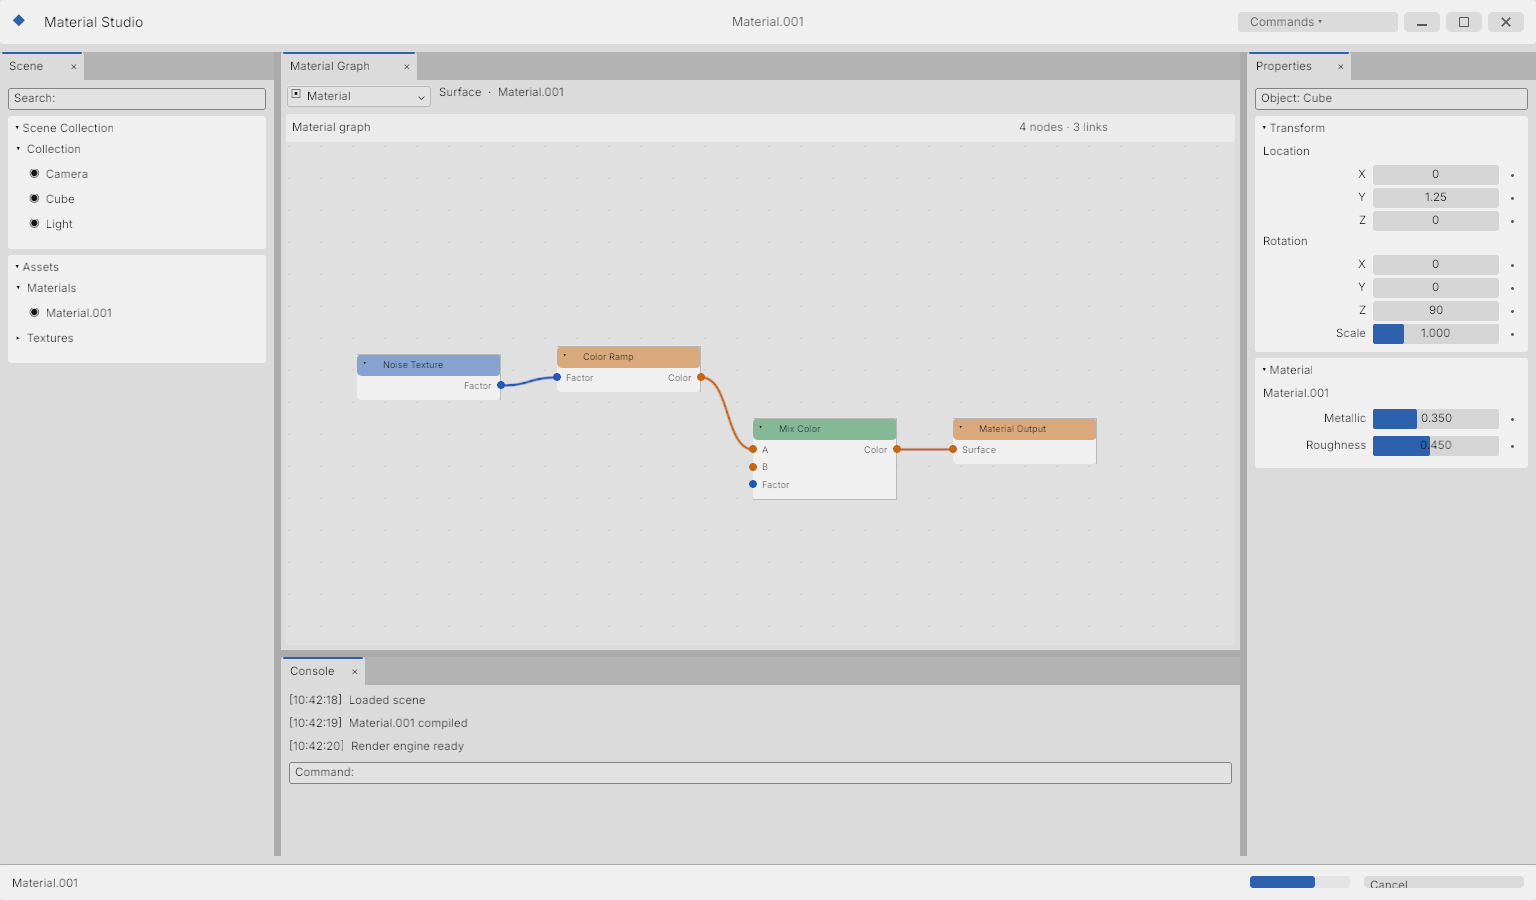 Material Studio
Material.001
Commands
Scene ×
Search:
Scene Collection
Collection
Camera
Cube
Light
Assets
Materials
Material.001
Textures
Material Graph ×
Material
Surface · Material.001
Material graph
4 nodes · 3 links
Noise Texture
Factor
Color Ramp
Factor Color
Mix Color
A Color
B
Factor
Material Output
Surface
Console ×
[10:42:18] Loaded scene
[10:42:19] Material.001 compiled
[10:42:20] Render engine ready
Command:
Properties ×
Object: Cube
Transform
Location
X 0
Y 1.25
Z 0
Rotation
X 0
Y 0
Z 90
Scale 1.000
Material
Material.001
Metallic 0.350
Roughness 0.450
Material.001
Cancel